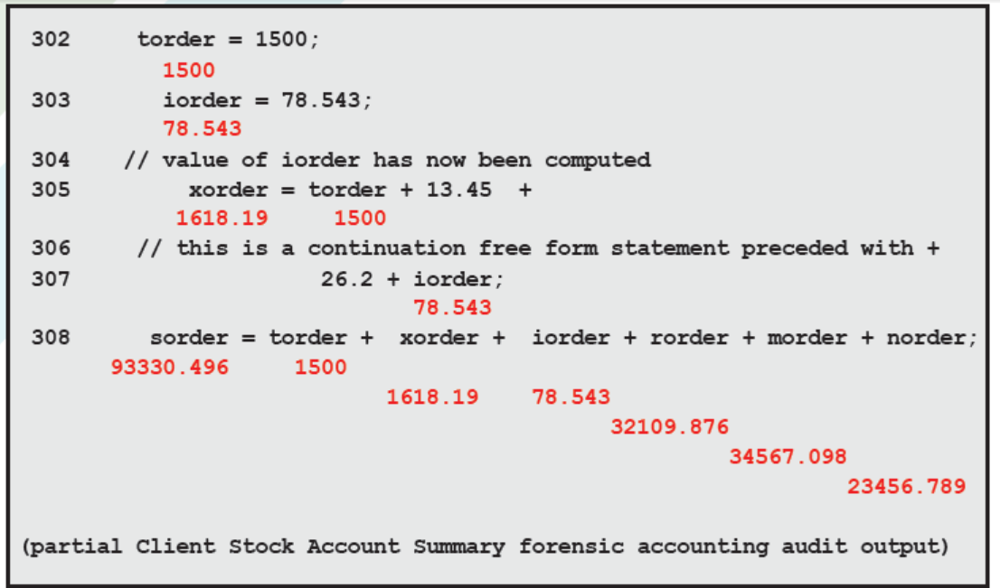 302 torder = 1500;
1500
303 iorder = 78.543;
78.543
304 // value of iorder has now been computed
305 xorder = torder + 13.45 +
1618.19 1500
306 // this is a continuation free form statement preceded with +
307 26.2 + iorder;
78.543
308 sorder = torder + xorder + iorder + rorder + morder + norder;
93330.496 1500
1618.19 78.543
32109.876
34567.098
23456.789
(partial Client Stock Account Summary forensic accounting audit output)